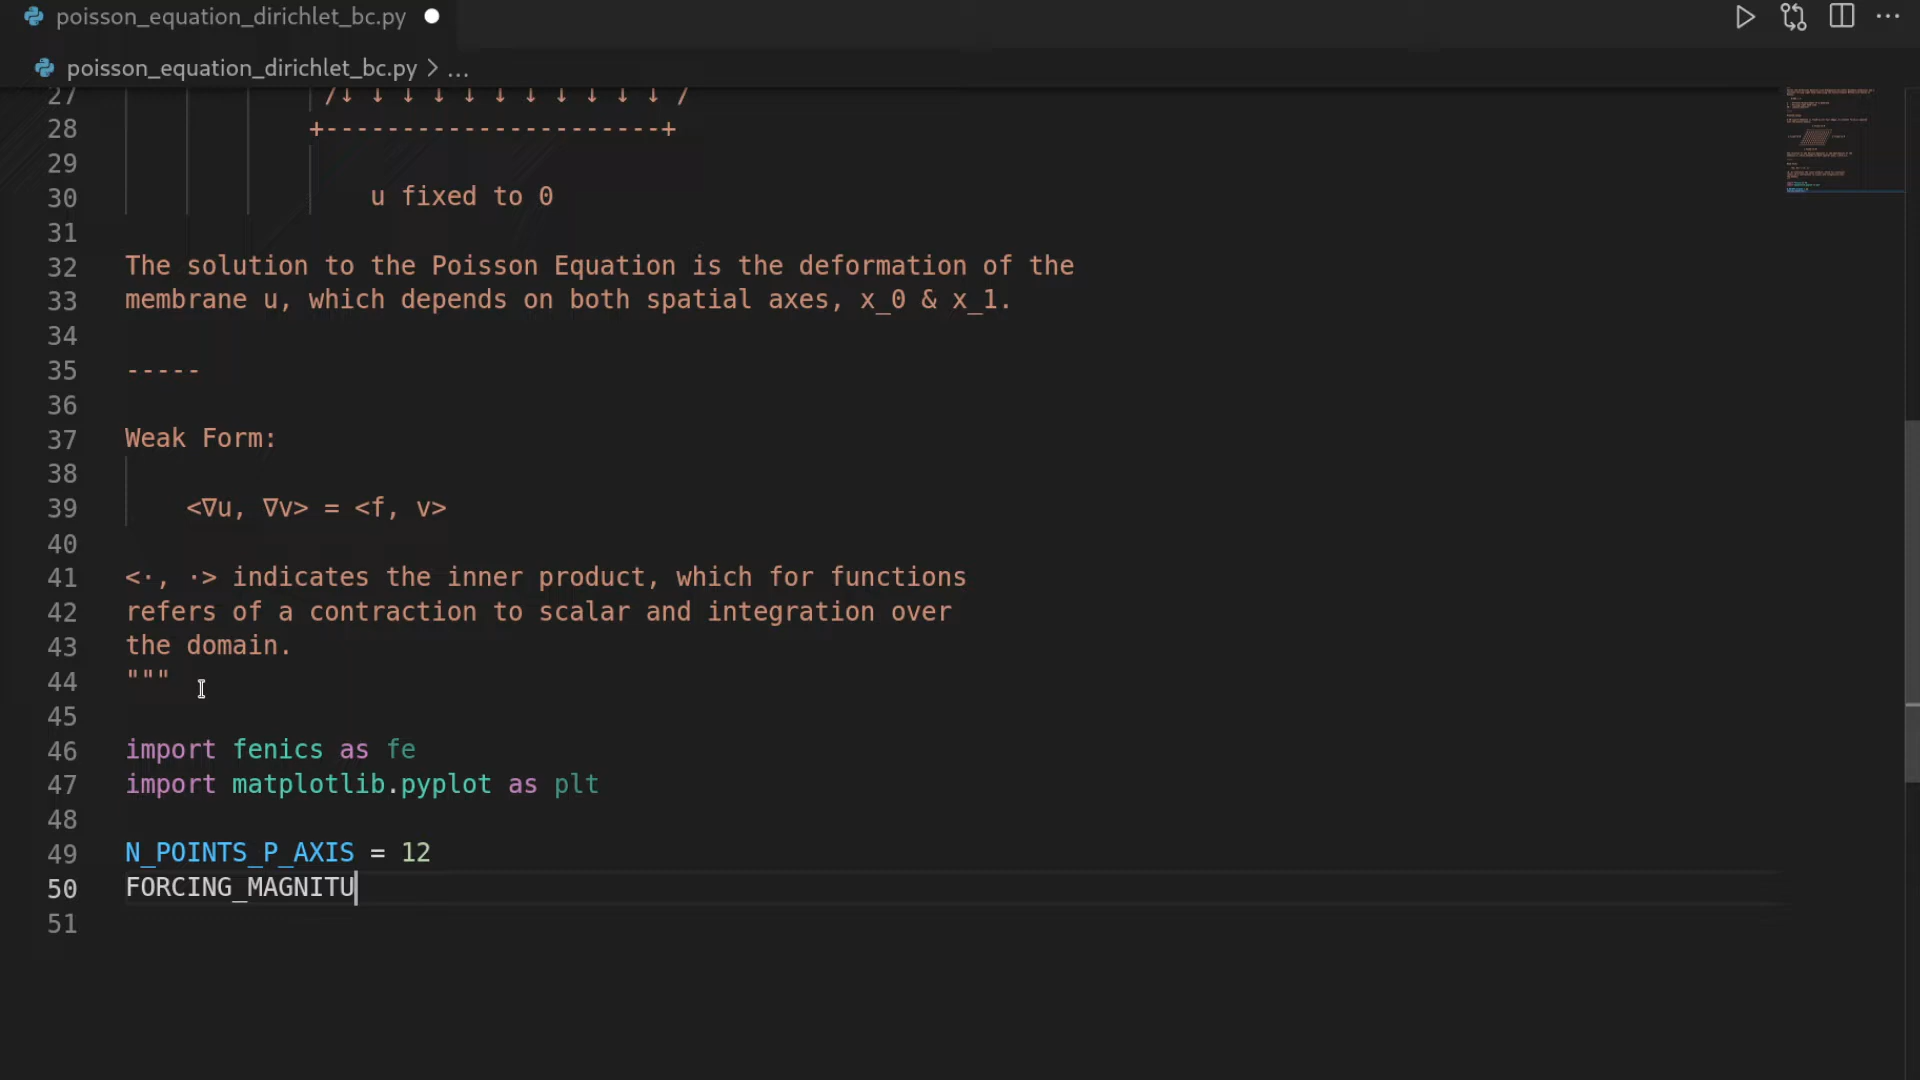 poisson_equation_dirichlet_bc.py
poisson_equation_dirichlet_bc.py > ...
27 /↓ ↓ ↓ ↓ ↓ ↓ ↓ ↓ ↓ ↓ ↓ /
28 +----------------------+
29
30 u fixed to 0
31
32 The solution to the Poisson Equation is the deformation of the
33 membrane u, which depends on both spatial axes, x_0 & x_1.
34
35 -----
36
37 Weak Form:
38
39 <∇u, ∇v> = <f, v>
40
41 <⋅, ⋅> indicates the inner product, which for functions
42 refers of a contraction to scalar and integration over
43 the domain.
44 """
45
46 import fenics as fe
47 import matplotlib.pyplot as plt
48
49 N_POINTS_P_AXIS = 12
50 FORCING_MAGNITU
51